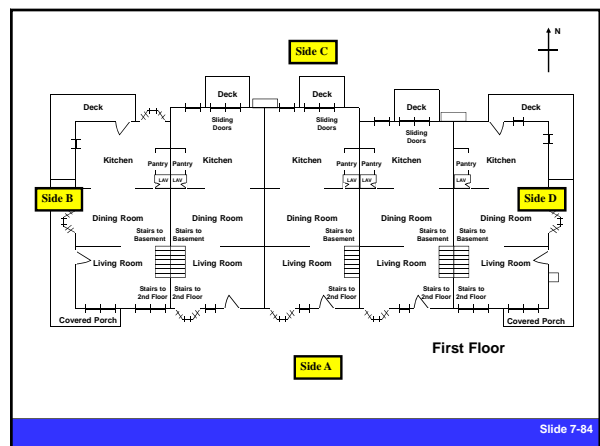 N
Side C
Deck
Deck
Deck
Deck
Deck
Sliding
Doors
Sliding
Doors
Sliding
Doors
Kitchen
Kitchen
Kitchen
Kitchen
Kitchen
Pantry
Pantry
Pantry
Pantry
Pantry
LAV
LAV
LAV
LAV
LAV
Side B
Side D
Dining Room
Dining Room
Dining Room
Dining Room
Dining Room
Stairs to
Basement
Stairs to
Basement
Stairs to
Basement
Stairs to
Basement
Stairs to
Basement
Living Room
Living Room
Living Room
Living Room
Living Room
Stairs to
2nd Floor
Stairs to
2nd Floor
Stairs to
2nd Floor
Stairs to
2nd Floor
Stairs to
2nd Floor
Covered Porch
Covered Porch
First Floor
Side A
Slide 7-84